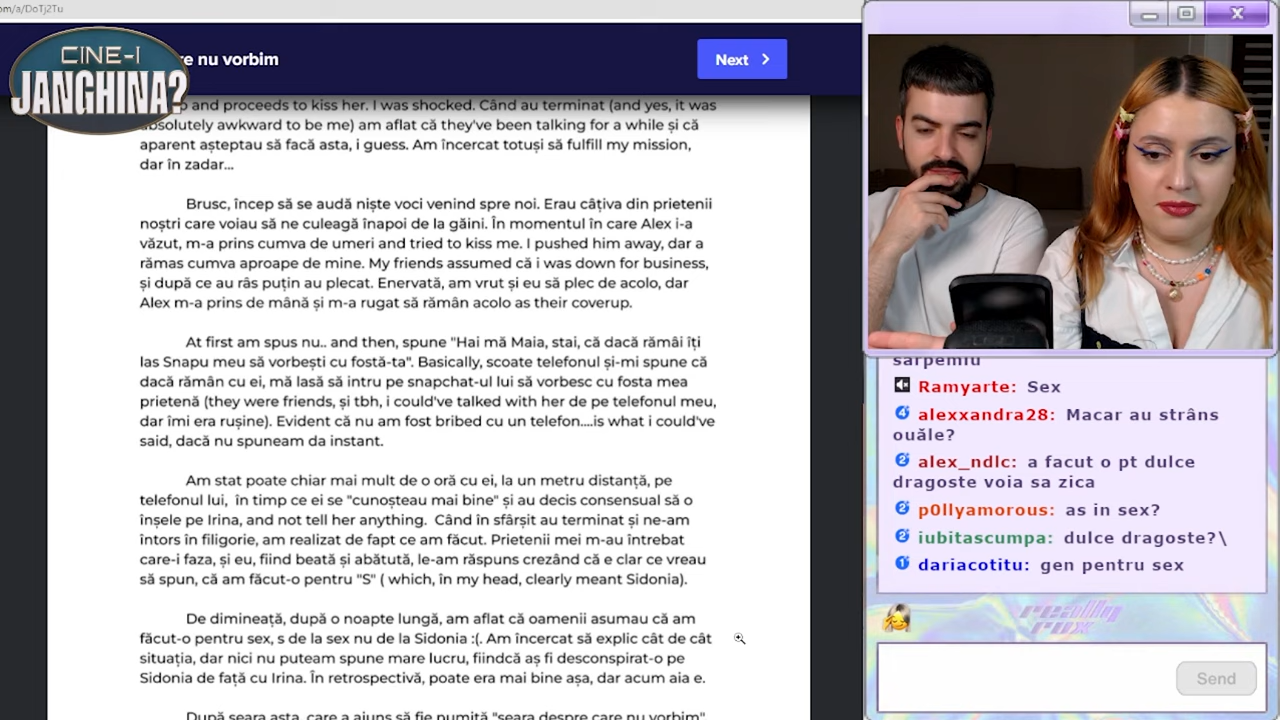 om/a/DoTj2Tu
CINE-I
JANGHINA?
re nu vorbim
Next
and proceeds to kiss her. I was shocked. Când au terminat (and yes, it was
absolutely awkward to be me) am aflat că they've been talking for a while și că
aparent așteptau să facă asta, i guess. Am încercat totuși să fulfill my mission,
dar în zadar...
Brusc, încep să se audă niște voci venind spre noi. Erau câțiva din prietenii
noștri care voiau să ne culeagă înapoi de la găini. În momentul în care Alex i-a
văzut, m-a prins cumva de umeri and tried to kiss me. I pushed him away, dar a
rămas cumva aproape de mine. My friends assumed că i was down for business,
și după ce au râs puțin au plecat. Enervată, am vrut și eu să plec de acolo, dar
Alex m-a prins de mână și m-a rugat să rămân acolo as their coverup.
At first am spus nu.. and then, spune "Hai mă Maia, stai, că dacă rămâi îți
las Snapu meu să vorbești cu fostă-ta". Basically, scoate telefonul și-mi spune că
dacă rămân cu ei, mă lasă să intru pe snapchat-ul lui să vorbesc cu fosta mea
prietenă (they were friends, și tbh, i could've talked with her de pe telefonul meu,
dar îmi era rușine). Evident că nu am fost bribed cu un telefon....is what i could've
said, dacă nu spuneam da instant.
Am stat poate chiar mai mult de o oră cu ei, la un metru distanță, pe
telefonul lui, în timp ce ei se "cunoșteau mai bine" și au decis consensual să o
înșele pe Irina, and not tell her anything. Când în sfârșit au terminat și ne-am
întors în filigorie, am realizat de fapt ce am făcut. Prietenii mei m-au întrebat
care-i faza, și eu, fiind beată și abătută, le-am răspuns crezând că e clar ce vreau
să spun, că am făcut-o pentru "S" ( which, în my head, clearly meant Sidonia).
De dimineață, după o noapte lungă, am aflat că oamenii asumau că am
făcut-o pentru sex, s de la sex nu de la Sidonia :(. Am încercat să explic cât de cât
situația, dar nici nu puteam spune mare lucru, fiindcă aș fi desconspirat-o pe
Sidonia de față cu Irina. În retrospectivă, poate era mai bine așa, dar acum aia e.
După seara asta, care a ajuns să fie pumită "seara despre care nu vorbim"
sarpemiu
Ramyarte: Sex
alexxandra28: Macar au strâns
ouăle?
alex_ndlc: a facut o pt dulce
dragoste voia sa zica
p0llyamorous: as in sex?
iubitascumpa: dulce dragoste?\
dariacotitu: gen pentru sex
really
rux
Send